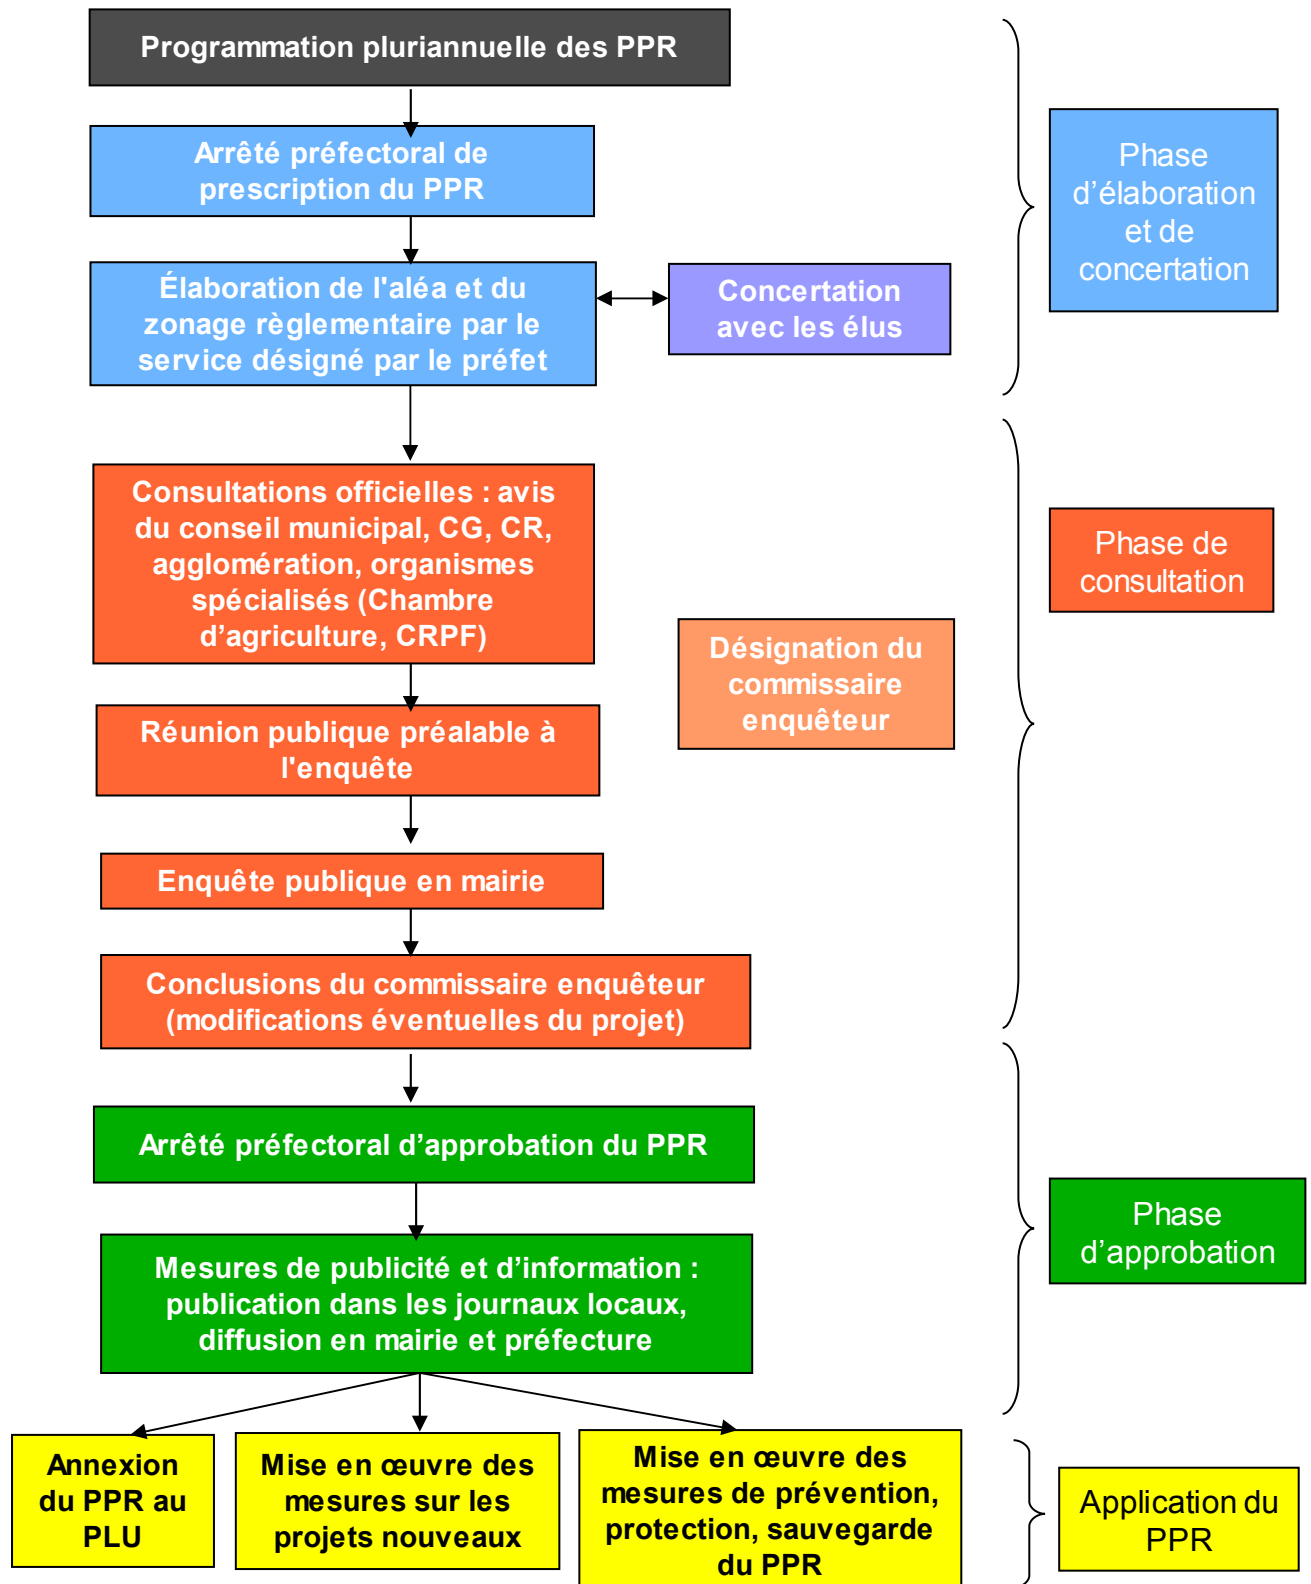 Programmation pluriannuelle des PPR
Arrêté préfectoral de
prescription du PPR
Élaboration de l'aléa et du
zonage règlementaire par le
service désigné par le préfet
Concertation
avec les élus
Phase
d’élaboration
et de
concertation
Consultations officielles : avis
du conseil municipal, CG, CR,
agglomération, organismes
spécialisés (Chambre
d’agriculture, CRPF)
Désignation du
commissaire
enquêteur
Phase de
consultation
Réunion publique préalable à
l'enquête
Enquête publique en mairie
Conclusions du commissaire enquêteur
(modifications éventuelles du projet)
Arrêté préfectoral d’approbation du PPR
Mesures de publicité et d’information :
publication dans les journaux locaux,
diffusion en mairie et préfecture
Phase
d’approbation
Annexion
du PPR au
PLU
Mise en œuvre des
mesures sur les
projets nouveaux
Mise en œuvre des
mesures de prévention,
protection, sauvegarde
du PPR
Application du
PPR